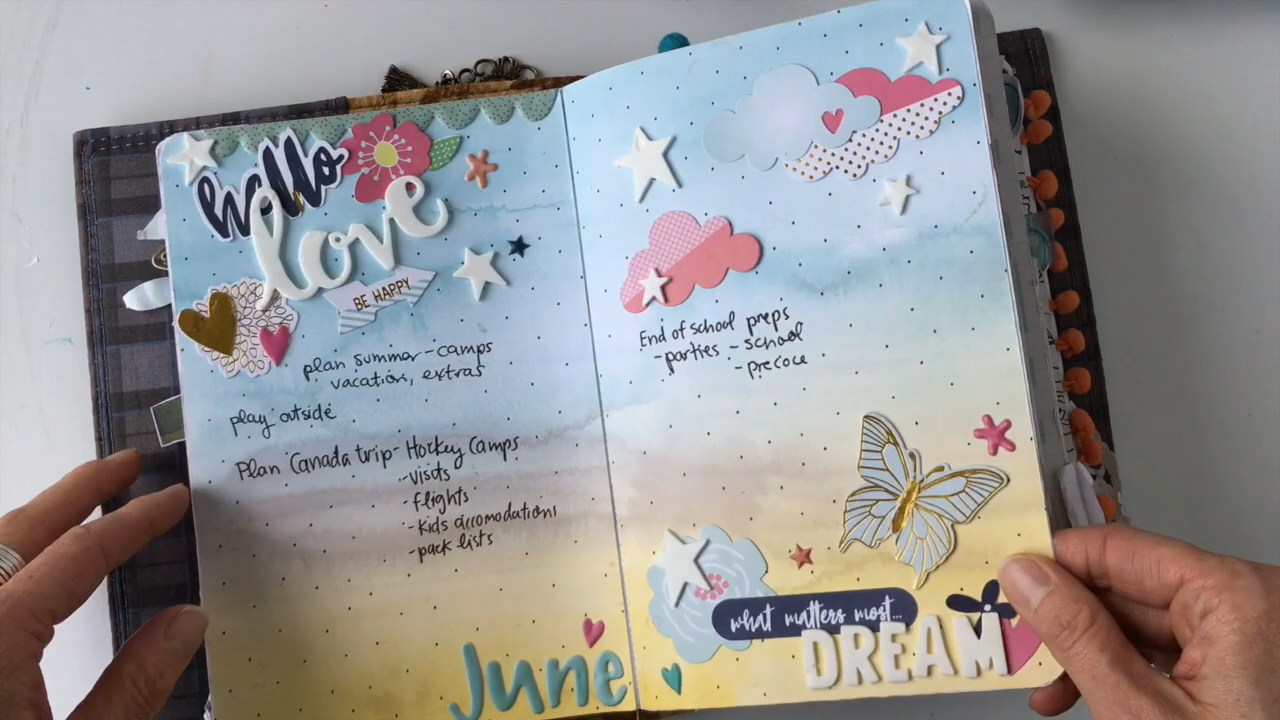 hello
love
BE HAPPY
plan summer - camps
vacation, extras
play outside
Plan Canada trip - Hockey Camps
- visits
- flights
- kids accomodations
- pack lists
June
End of school preps
- parties - school
- precoce
what matters most...
DREAM